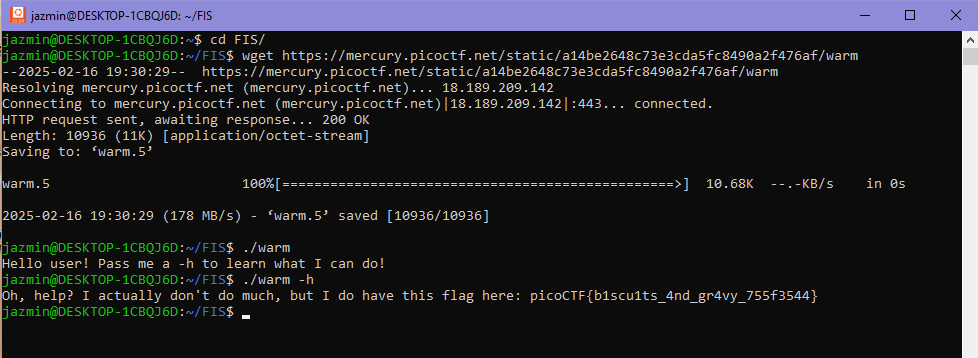 jazmin@DESKTOP-1CBQJ6D: ~/FIS
jazmin@DESKTOP-1CBQJ6D:~$ cd FIS/
jazmin@DESKTOP-1CBQJ6D:~/FIS$ wget https://mercury.picoctf.net/static/a14be2648c73e3cda5fc8490a2f476af/warm
--2025-02-16 19:30:29--  https://mercury.picoctf.net/static/a14be2648c73e3cda5fc8490a2f476af/warm
Resolving mercury.picoctf.net (mercury.picoctf.net)... 18.189.209.142
Connecting to mercury.picoctf.net (mercury.picoctf.net)|18.189.209.142|:443... connected.
HTTP request sent, awaiting response... 200 OK
Length: 10936 (11K) [application/octet-stream]
Saving to: ‘warm.5’
warm.5                        100%[=================================================>]  10.68K  --.-KB/s    in 0s
2025-02-16 19:30:29 (178 MB/s) - ‘warm.5’ saved [10936/10936]
jazmin@DESKTOP-1CBQJ6D:~/FIS$ ./warm
Hello user! Pass me a -h to learn what I can do!
jazmin@DESKTOP-1CBQJ6D:~/FIS$ ./warm -h
Oh, help? I actually don't do much, but I do have this flag here: picoCTF{b1scu1ts_4nd_gr4vy_755f3544}
jazmin@DESKTOP-1CBQJ6D:~/FIS$